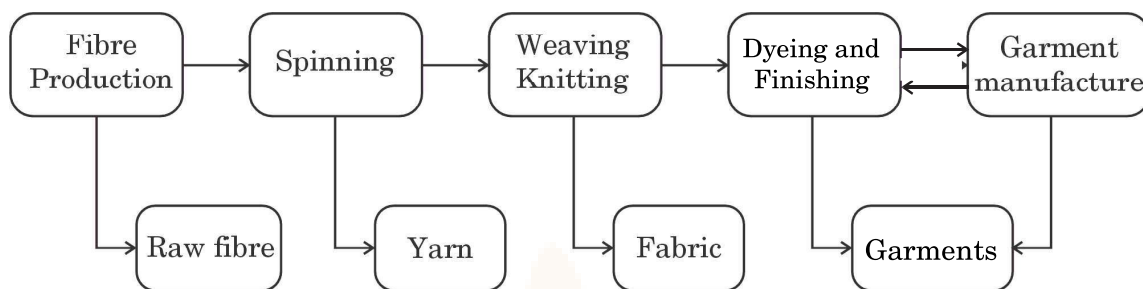 Fibre
Production
Spinning
Weaving
Knitting
Dyeing and
Finishing
Garment
manufacture
Raw fibre
Yarn
Fabric
Garments